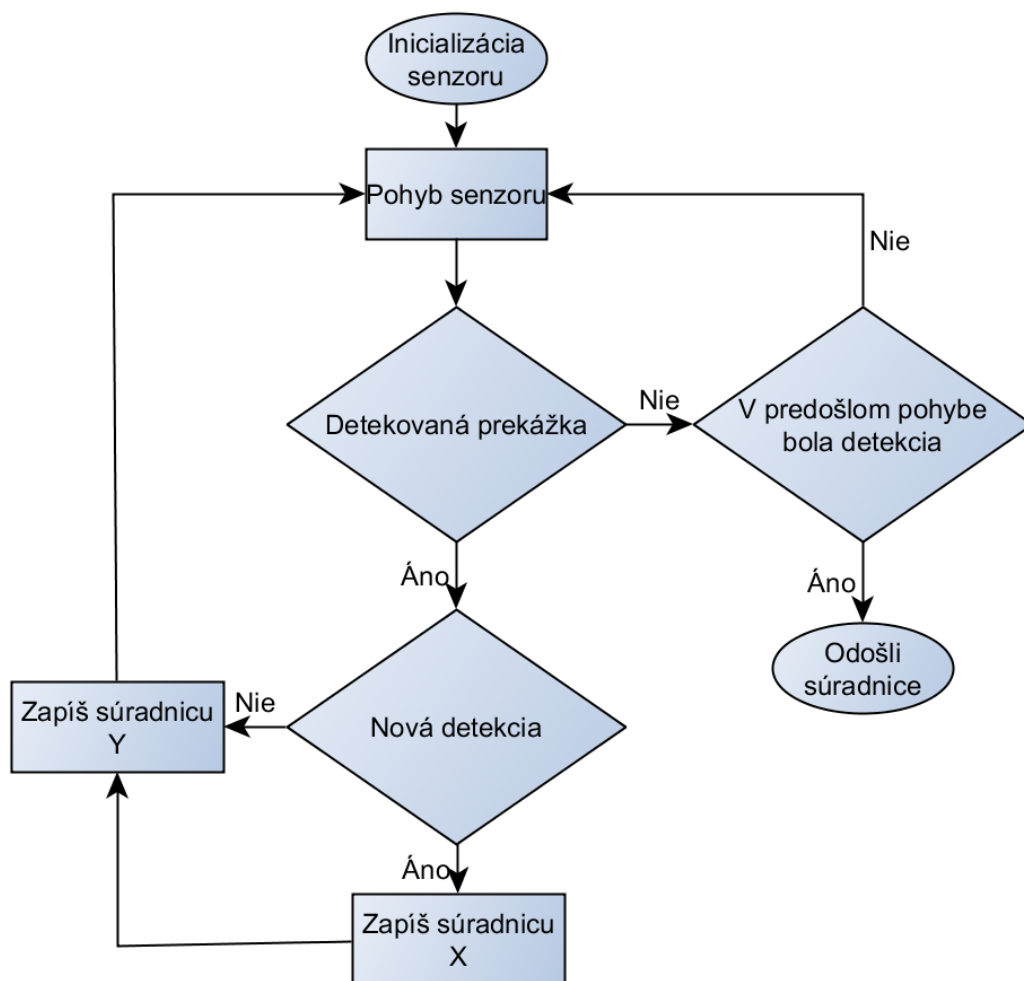 Inicializácia
senzoru
Pohyb senzoru
Nie
Detekovaná prekážka
Nie
V predošlom pohybe
bola detekcia
Áno
Áno
Odošli
súradnice
Zapíš súradnicu
Y
Nie
Nová detekcia
Áno
Zapíš súradnicu
X